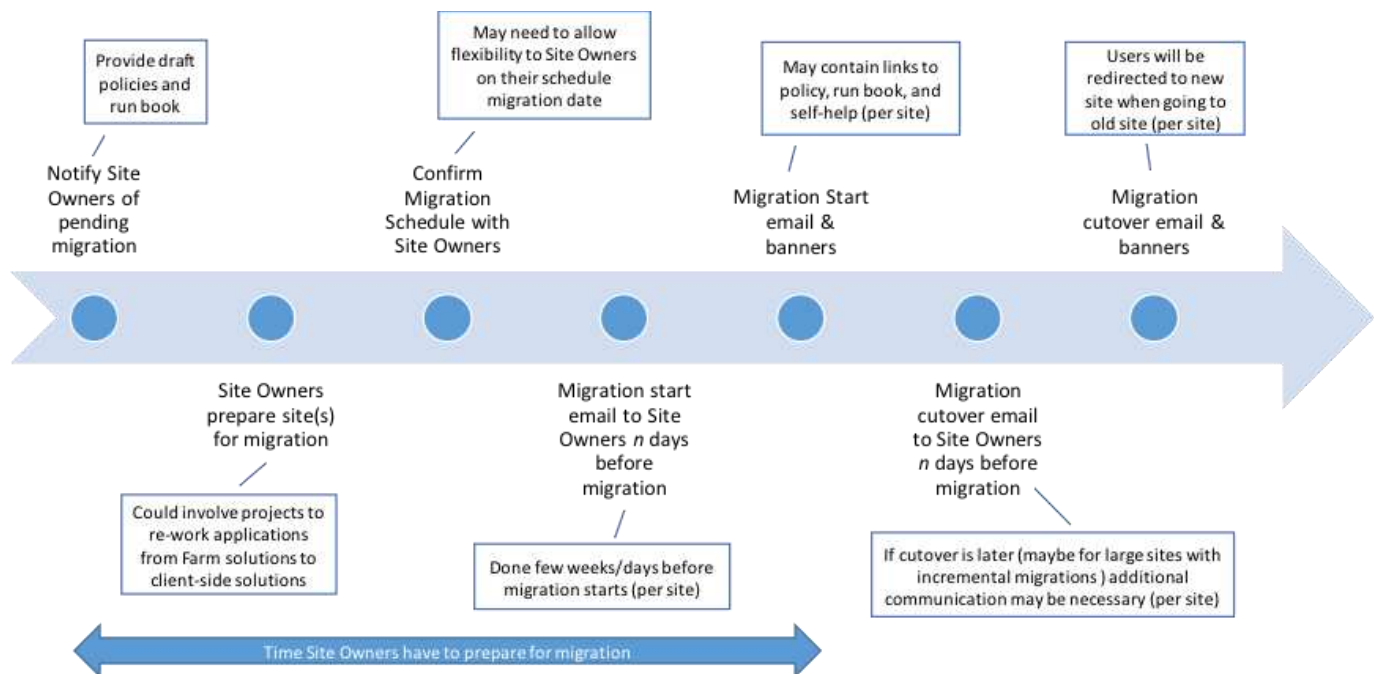 Provide draft
policies and
run book
Notify Site
Owners of
pending
migration
May need to allow
flexibility to Site Owners
on their schedule
migration date
Confirm
Migration
Schedule with
Site Owners
May contain links to
policy, run book, and
self-help (per site)
Migration Start
email &
banners
Users will be
redirected to new
site when going to
old site (per site)
Migration
cutover email &
banners
Site Owners
prepare site(s)
for migration
Could involve projects to
re-work applications
from Farm solutions to
client-side solutions
Migration start
email to Site
Owners n days
before
migration
Done few weeks/days before
migration starts (per site)
Migration
cutover email
to Site Owners
n days before
migration
If cutover is later (maybe for large sites with
incremental migrations ) additional
communication may be necessary (per site)
Time Site Owners have to prepare for migration